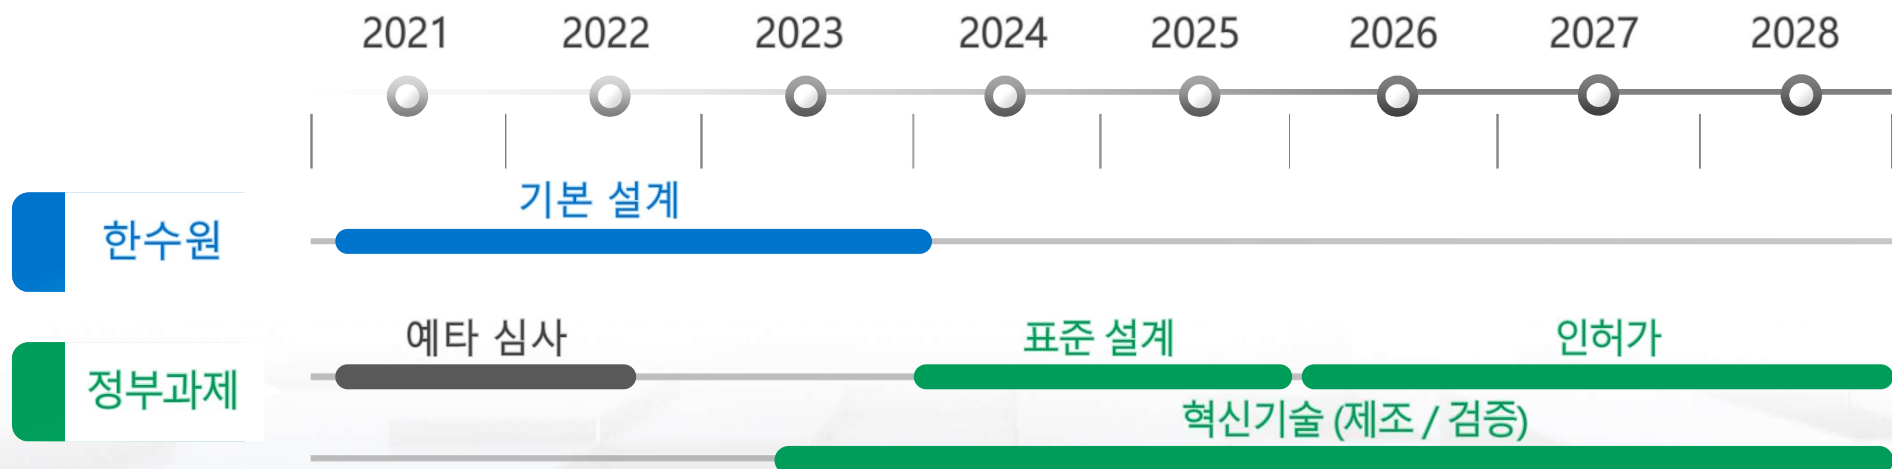 2021 2022 2023 2024 2025 2026 2027 2028
기본 설계
한수원
예타 심사 표준 설계 인허가
정부과제
혁신기술 (제조 / 검증)